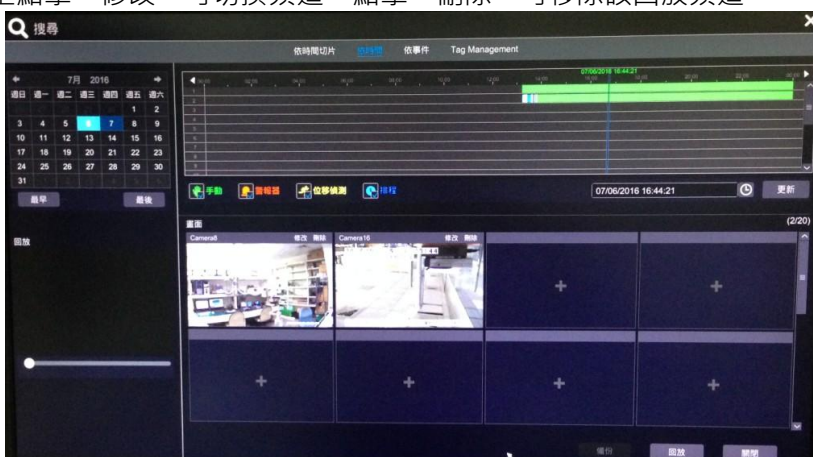 搜尋
依時間切片 依時間 依事件 Tag Management
7月 2016
週日 週一 週二 週三 週四 週五 週六
1 2
3 4 5 6 7 8 9
10 11 12 13 14 15 16
17 18 19 20 21 22 23
24 25 26 27 28 29 30
31
最早 最後
07/06/2016 16:44:21
手動 警報器 位移偵測 排程
07/06/2016 16:44:21 更新
畫面 (2/20)
Camera8 修改 刪除 Camera16 修改 刪除
回放
備份 回放 關閉